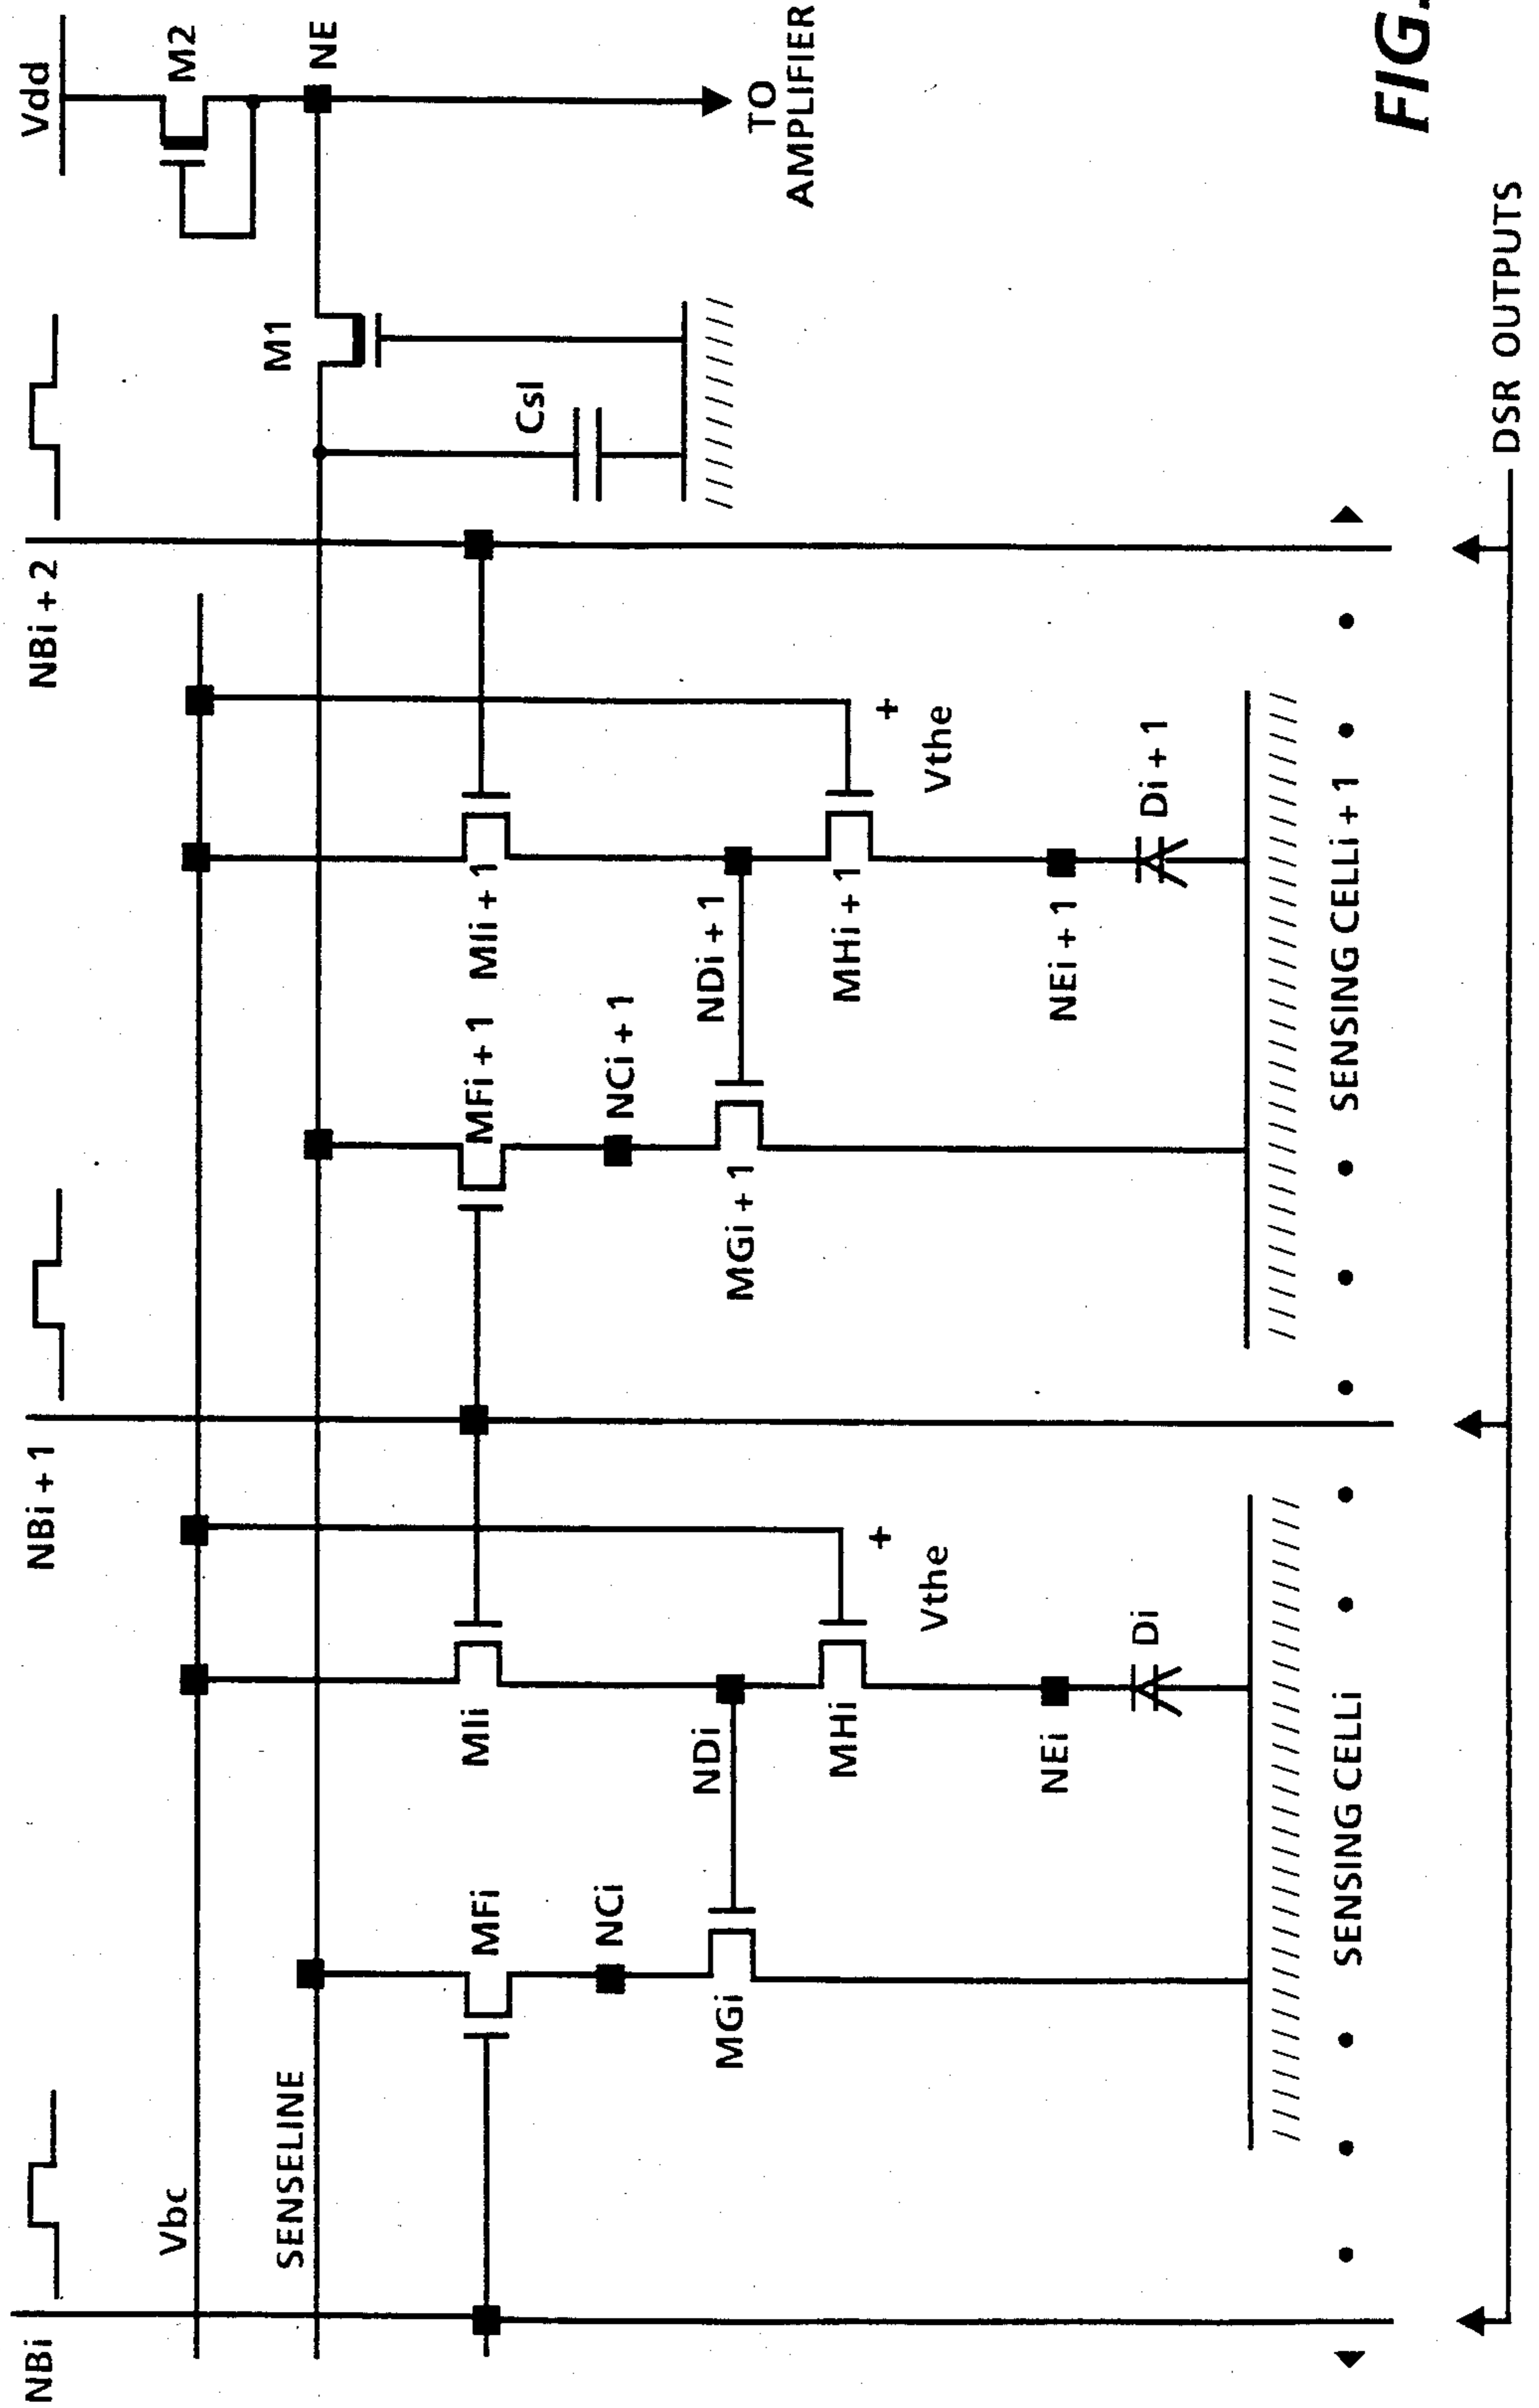 NBi
NBi + 1
NBi + 2
Vdd
Vbc
M2
SENSELINE
M1
NE
MFi
MIi
MFi + 1
MIi + 1
Csl
NCi
NCi + 1
NDi
NDi + 1
TO
AMPLIFIER
MGi
MHi
MGi + 1
MHi + 1
+
Vthe
+
Vthe
NEi
Di
NEi + 1
Di + 1
SENSING CELLi
SENSING CELLi + 1
FIG.
DSR OUTPUTS